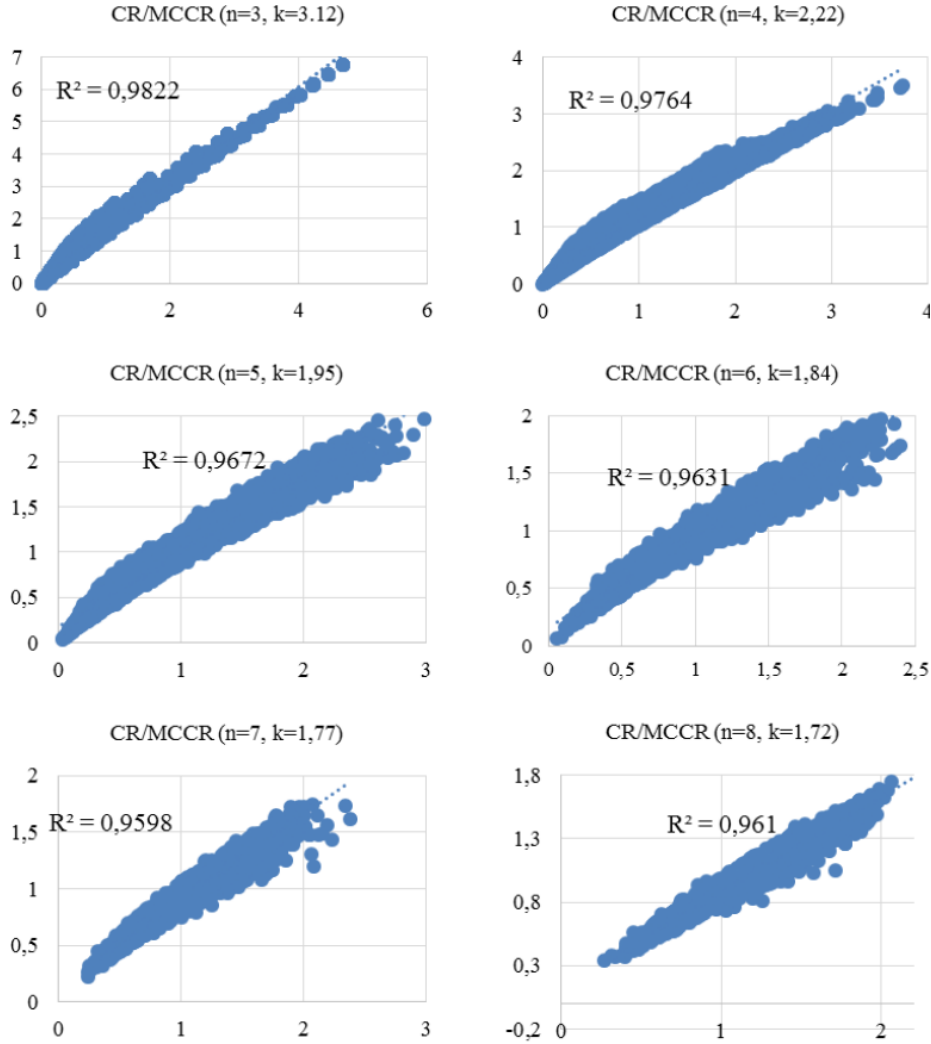 CR/MCCR (n=3, k=3.12)
7
6
5
4
3
2
1
0
R² = 0,9822
0 2 4 6
CR/MCCR (n=4, k=2,22)
4
3
2
1
0
R² = 0,9764
0 1 2 3 4
CR/MCCR (n=5, k=1,95)
2,5
2
1,5
1
0,5
0
R² = 0,9672
0 1 2 3
CR/MCCR (n=6, k=1,84)
2
1,5
1
0,5
0
R² = 0,9631
0,5 1 1,5 2 2,5
CR/MCCR (n=7, k=1,77)
2
1,5
1
0,5
0
R² = 0,9598
0 1 2 3
CR/MCCR (n=8, k=1,72)
1,8
1,3
0,8
0,3
-0,2
R² = 0,961
0 1 2